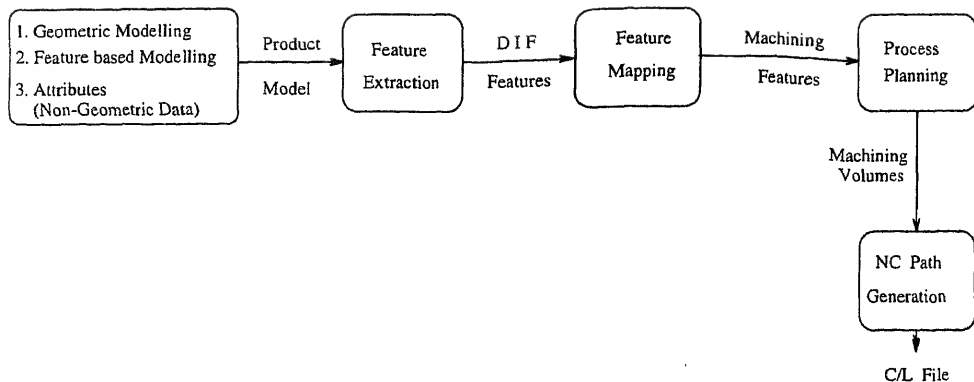 1. Geometric Modelling
2. Feature based Modelling
3. Attributes
(Non-Geometric Data)
Product
Model
Feature
Extraction
D I F
Features
Feature
Mapping
Machining
Features
Process
Planning
Machining
Volumes
NC Path
Generation
C/L File